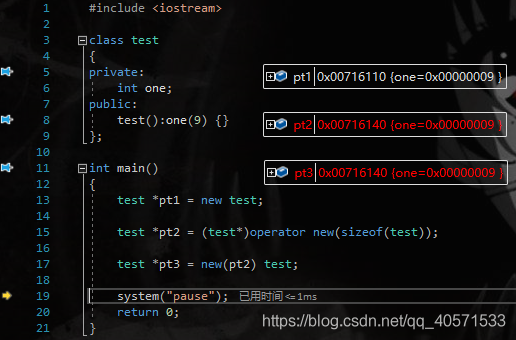 1 #include <iostream>
2
3 class test
4 {
5 private:
pt1 0x00716110 {one=0x00000009 }
6 int one;
7 public:
8 test():one(9) {}
pt2 0x00716140 {one=0x00000009 }
9 };
10
11 int main()
pt3 0x00716140 {one=0x00000009 }
12 {
13 test *pt1 = new test;
14
15 test *pt2 = (test*)operator new(sizeof(test));
16
17 test *pt3 = new(pt2) test;
18
19 system("pause"); 已用时间<=1ms
20 return 0;
21 }
https://blog.csdn.net/qq_40571533